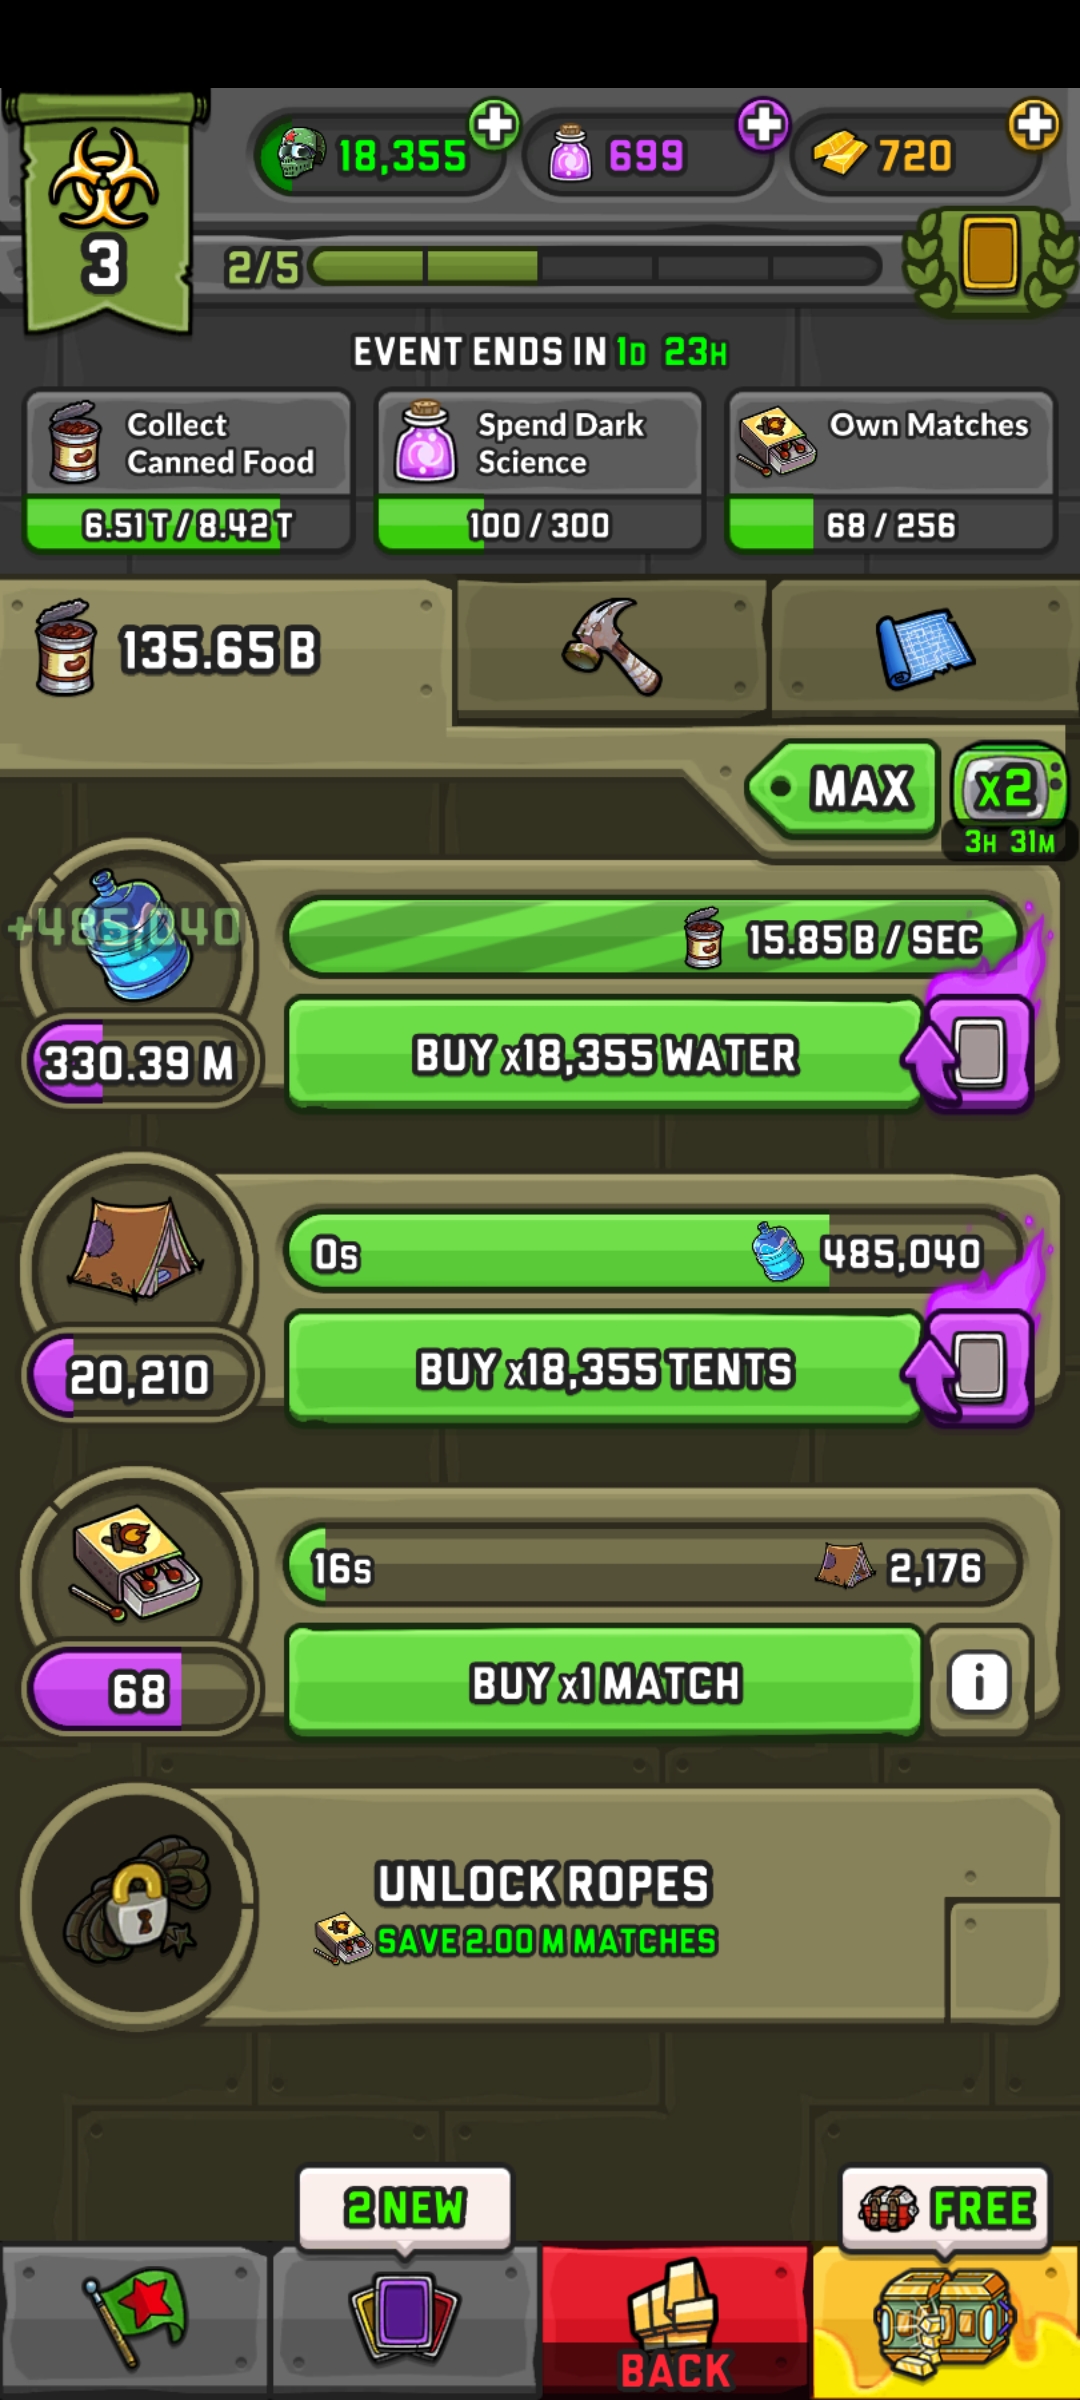 18,355
699
720
3
2/5
EVENT ENDS IN 1D 23H
Collect
Canned Food
6.51 T / 8.42 T
Spend Dark
Science
100 / 300
Own Matches
68 / 256
135.65 B
MAX
x2
3H 31M
+485,040
15.85 B / SEC
330.39 M
BUY x18,355 WATER
0s
485,040
20,210
BUY x18,355 TENTS
16s
2,176
68
BUY x1 MATCH
i
UNLOCK ROPES
SAVE 2.00 M MATCHES
2 NEW
FREE
BACK